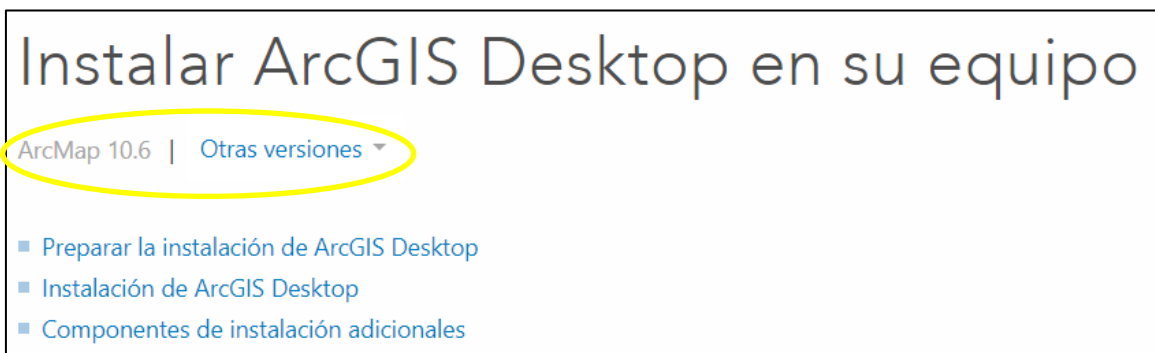 Instalar ArcGIS Desktop en su equipo
ArcMap 10.6 | Otras versiones
Preparar la instalación de ArcGIS Desktop
Instalación de ArcGIS Desktop
Componentes de instalación adicionales